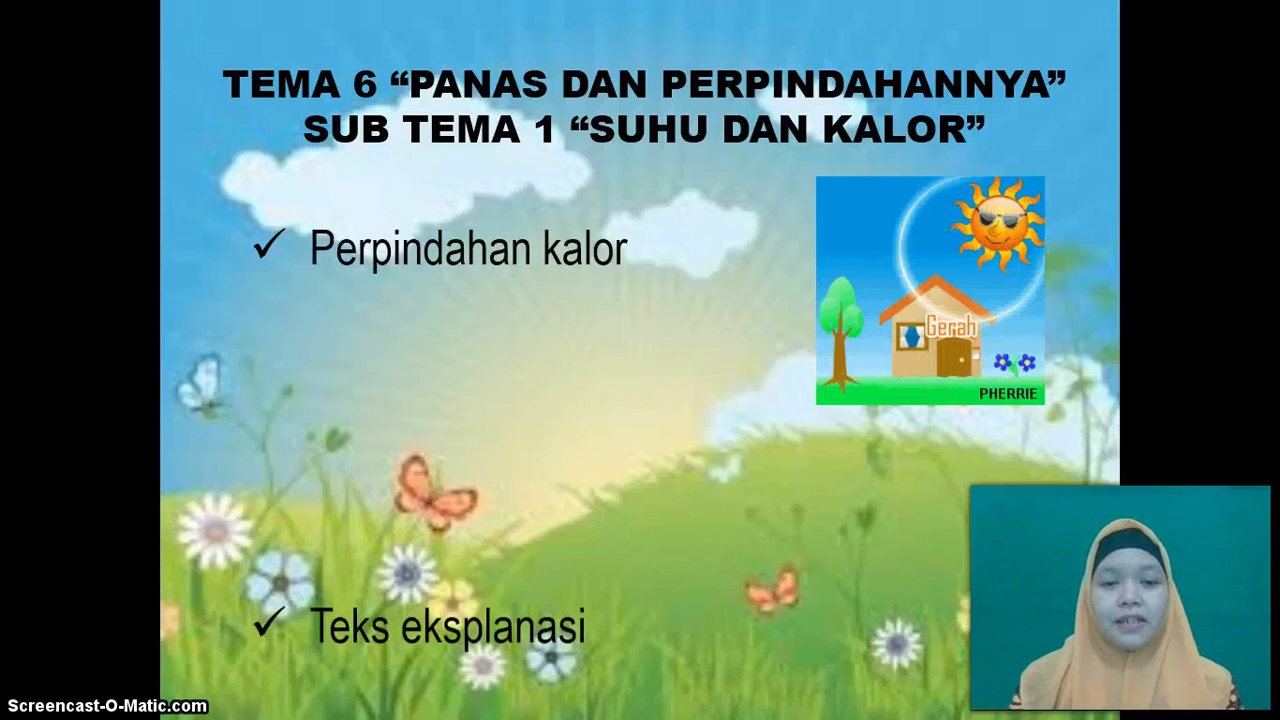 TEMA 6 “PANAS DAN PERPINDAHANNYA”
SUB TEMA 1 “SUHU DAN KALOR”
✓ Perpindahan kalor
Gerah
PHERRIE
✓ Teks eksplanasi
Screencast-O-Matic.com